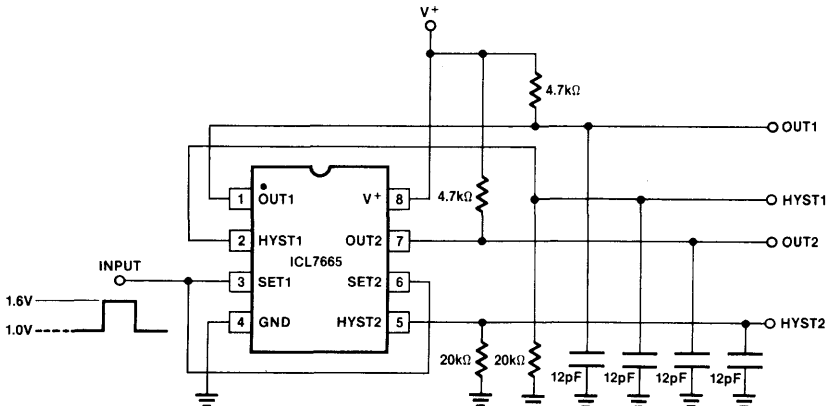 V+
4.7kΩ
OUT1
1 OUT1 V+ 8
4.7kΩ
HYST1
2 HYST1 OUT2 7
OUT2
ICL7665
INPUT
3 SET1 SET2 6
1.6V
1.0V
4 GND HYST2 5
HYST2
20kΩ 20kΩ
12pF 12pF 12pF 12pF